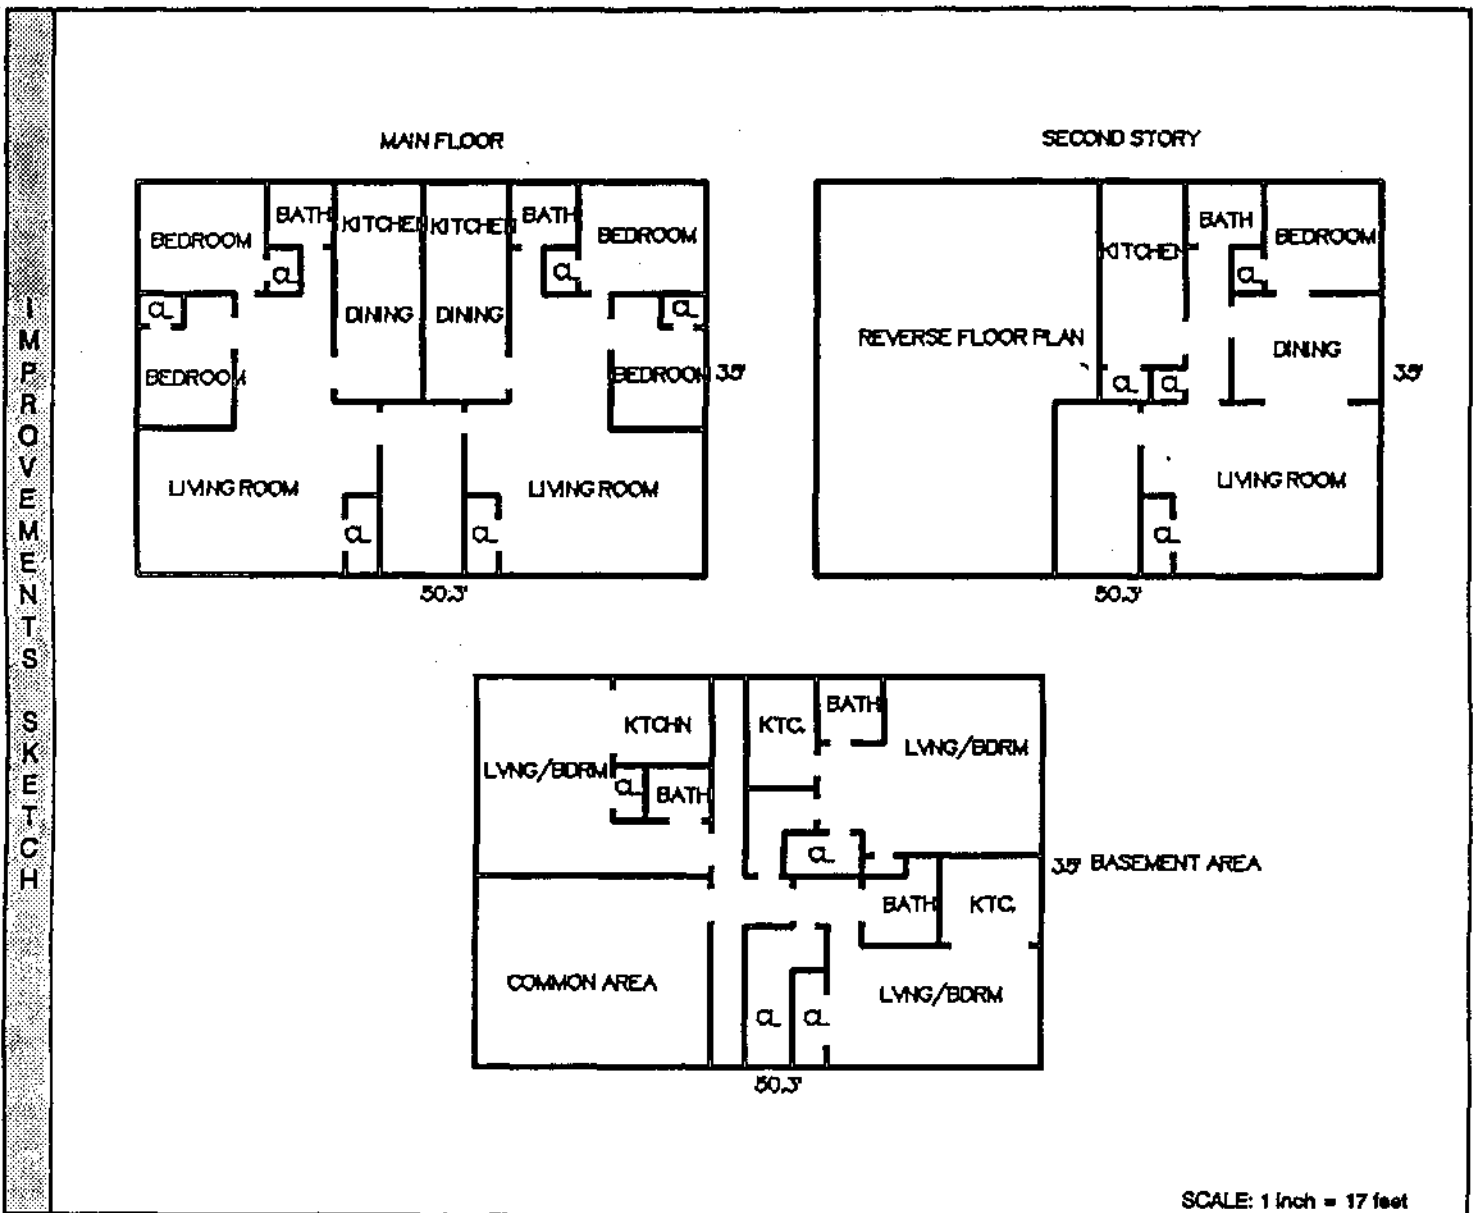 IMPROVEMENTS SKETCH
MAIN FLOOR
BEDROOM
BATH
KITCHEN
KITCHEN
BATH
BEDROOM
CL
CL
CL
DINING
DINING
CL
BEDROOM
BEDROOM
35'
LIVING ROOM
LIVING ROOM
CL
CL
50.3'
SECOND STORY
BATH
BEDROOM
KITCHEN
CL
REVERSE FLOOR PLAN
DINING
35'
CL
CL
LIVING ROOM
CL
50.3'
KTCHN
KTC.
BATH
LVNG/BDRM
LVNG/BDRM
CL
BATH
CL
35' BASEMENT AREA
BATH
KTC.
COMMON AREA
LVNG/BDRM
CL
CL
50.3'
SCALE: 1 inch = 17 feet